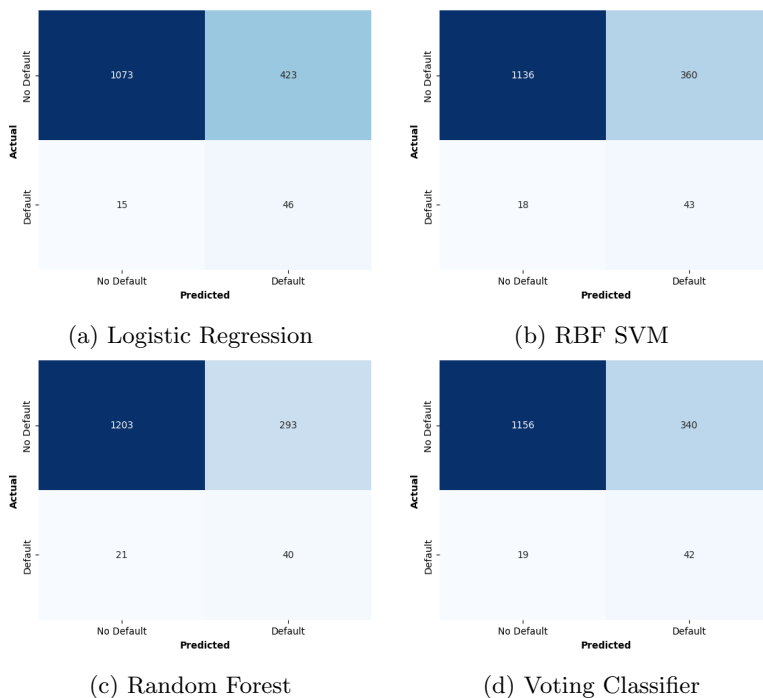 No Default
1073
423
Actual
Default
15
46
No Default
Default
Predicted
(a) Logistic Regression
No Default
1136
360
Actual
Default
18
43
No Default
Default
Predicted
(b) RBF SVM
No Default
1203
293
Actual
Default
21
40
No Default
Default
Predicted
(c) Random Forest
No Default
1156
340
Actual
Default
19
42
No Default
Default
Predicted
(d) Voting Classifier